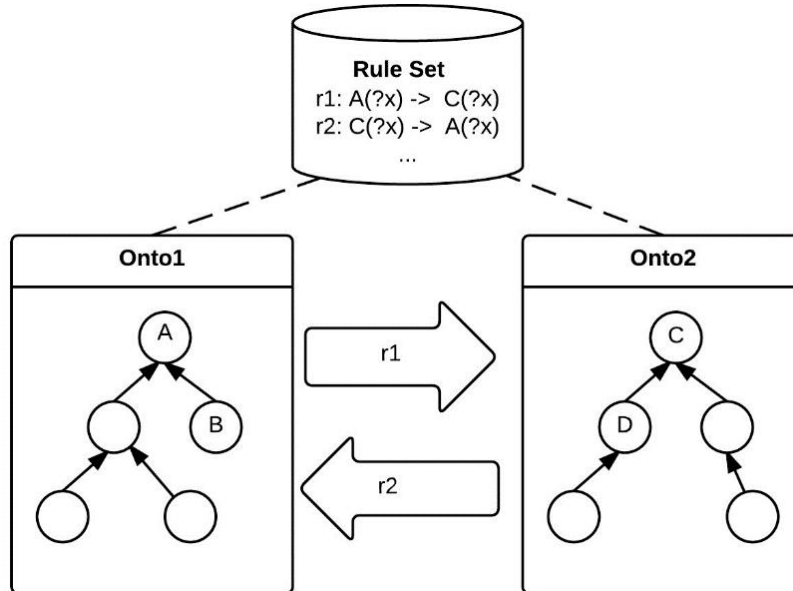 Rule Set
r1: A(?x) -> C(?x)
r2: C(?x) -> A(?x)
...
Onto1
Onto2
A
C
r1
B
D
r2